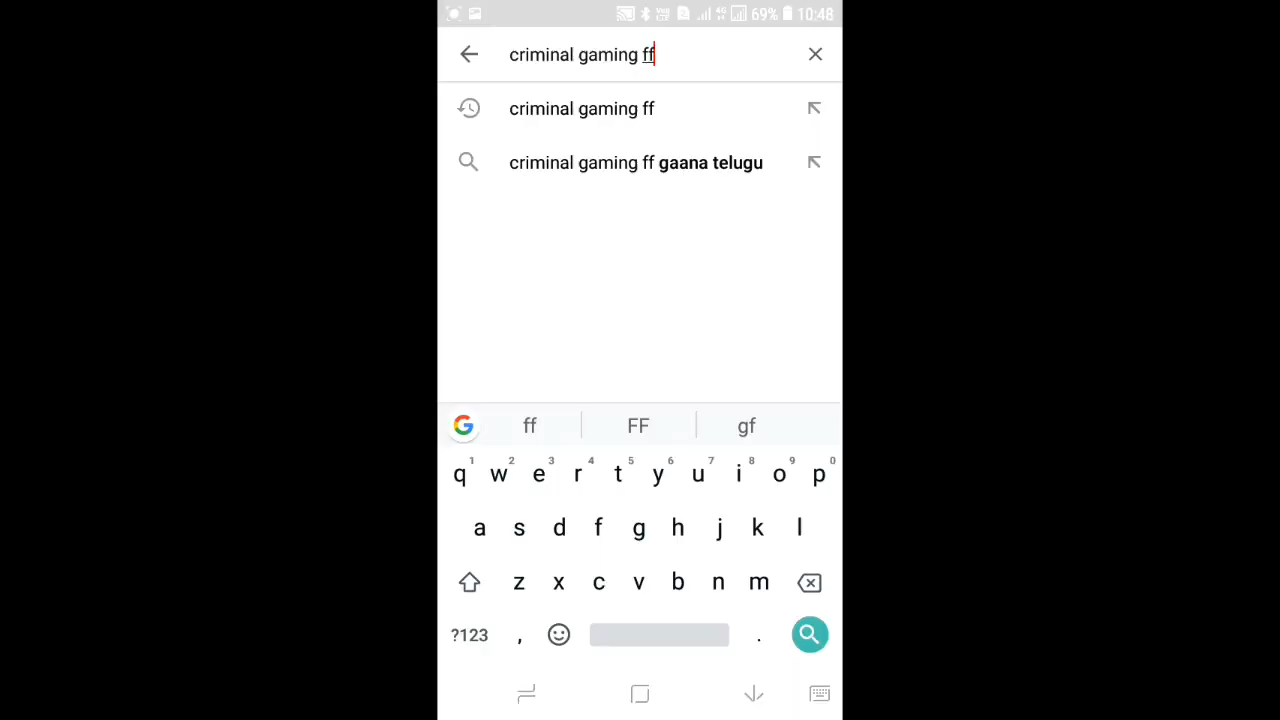 69% 10:48
criminal gaming ff
criminal gaming ff
criminal gaming ff gaana telugu
G ff FF gf
1 2 3 4 5 6 7 8 9 0
q w e r t y u i o p
a s d f g h j k l
z x c v b n m
?123 , .